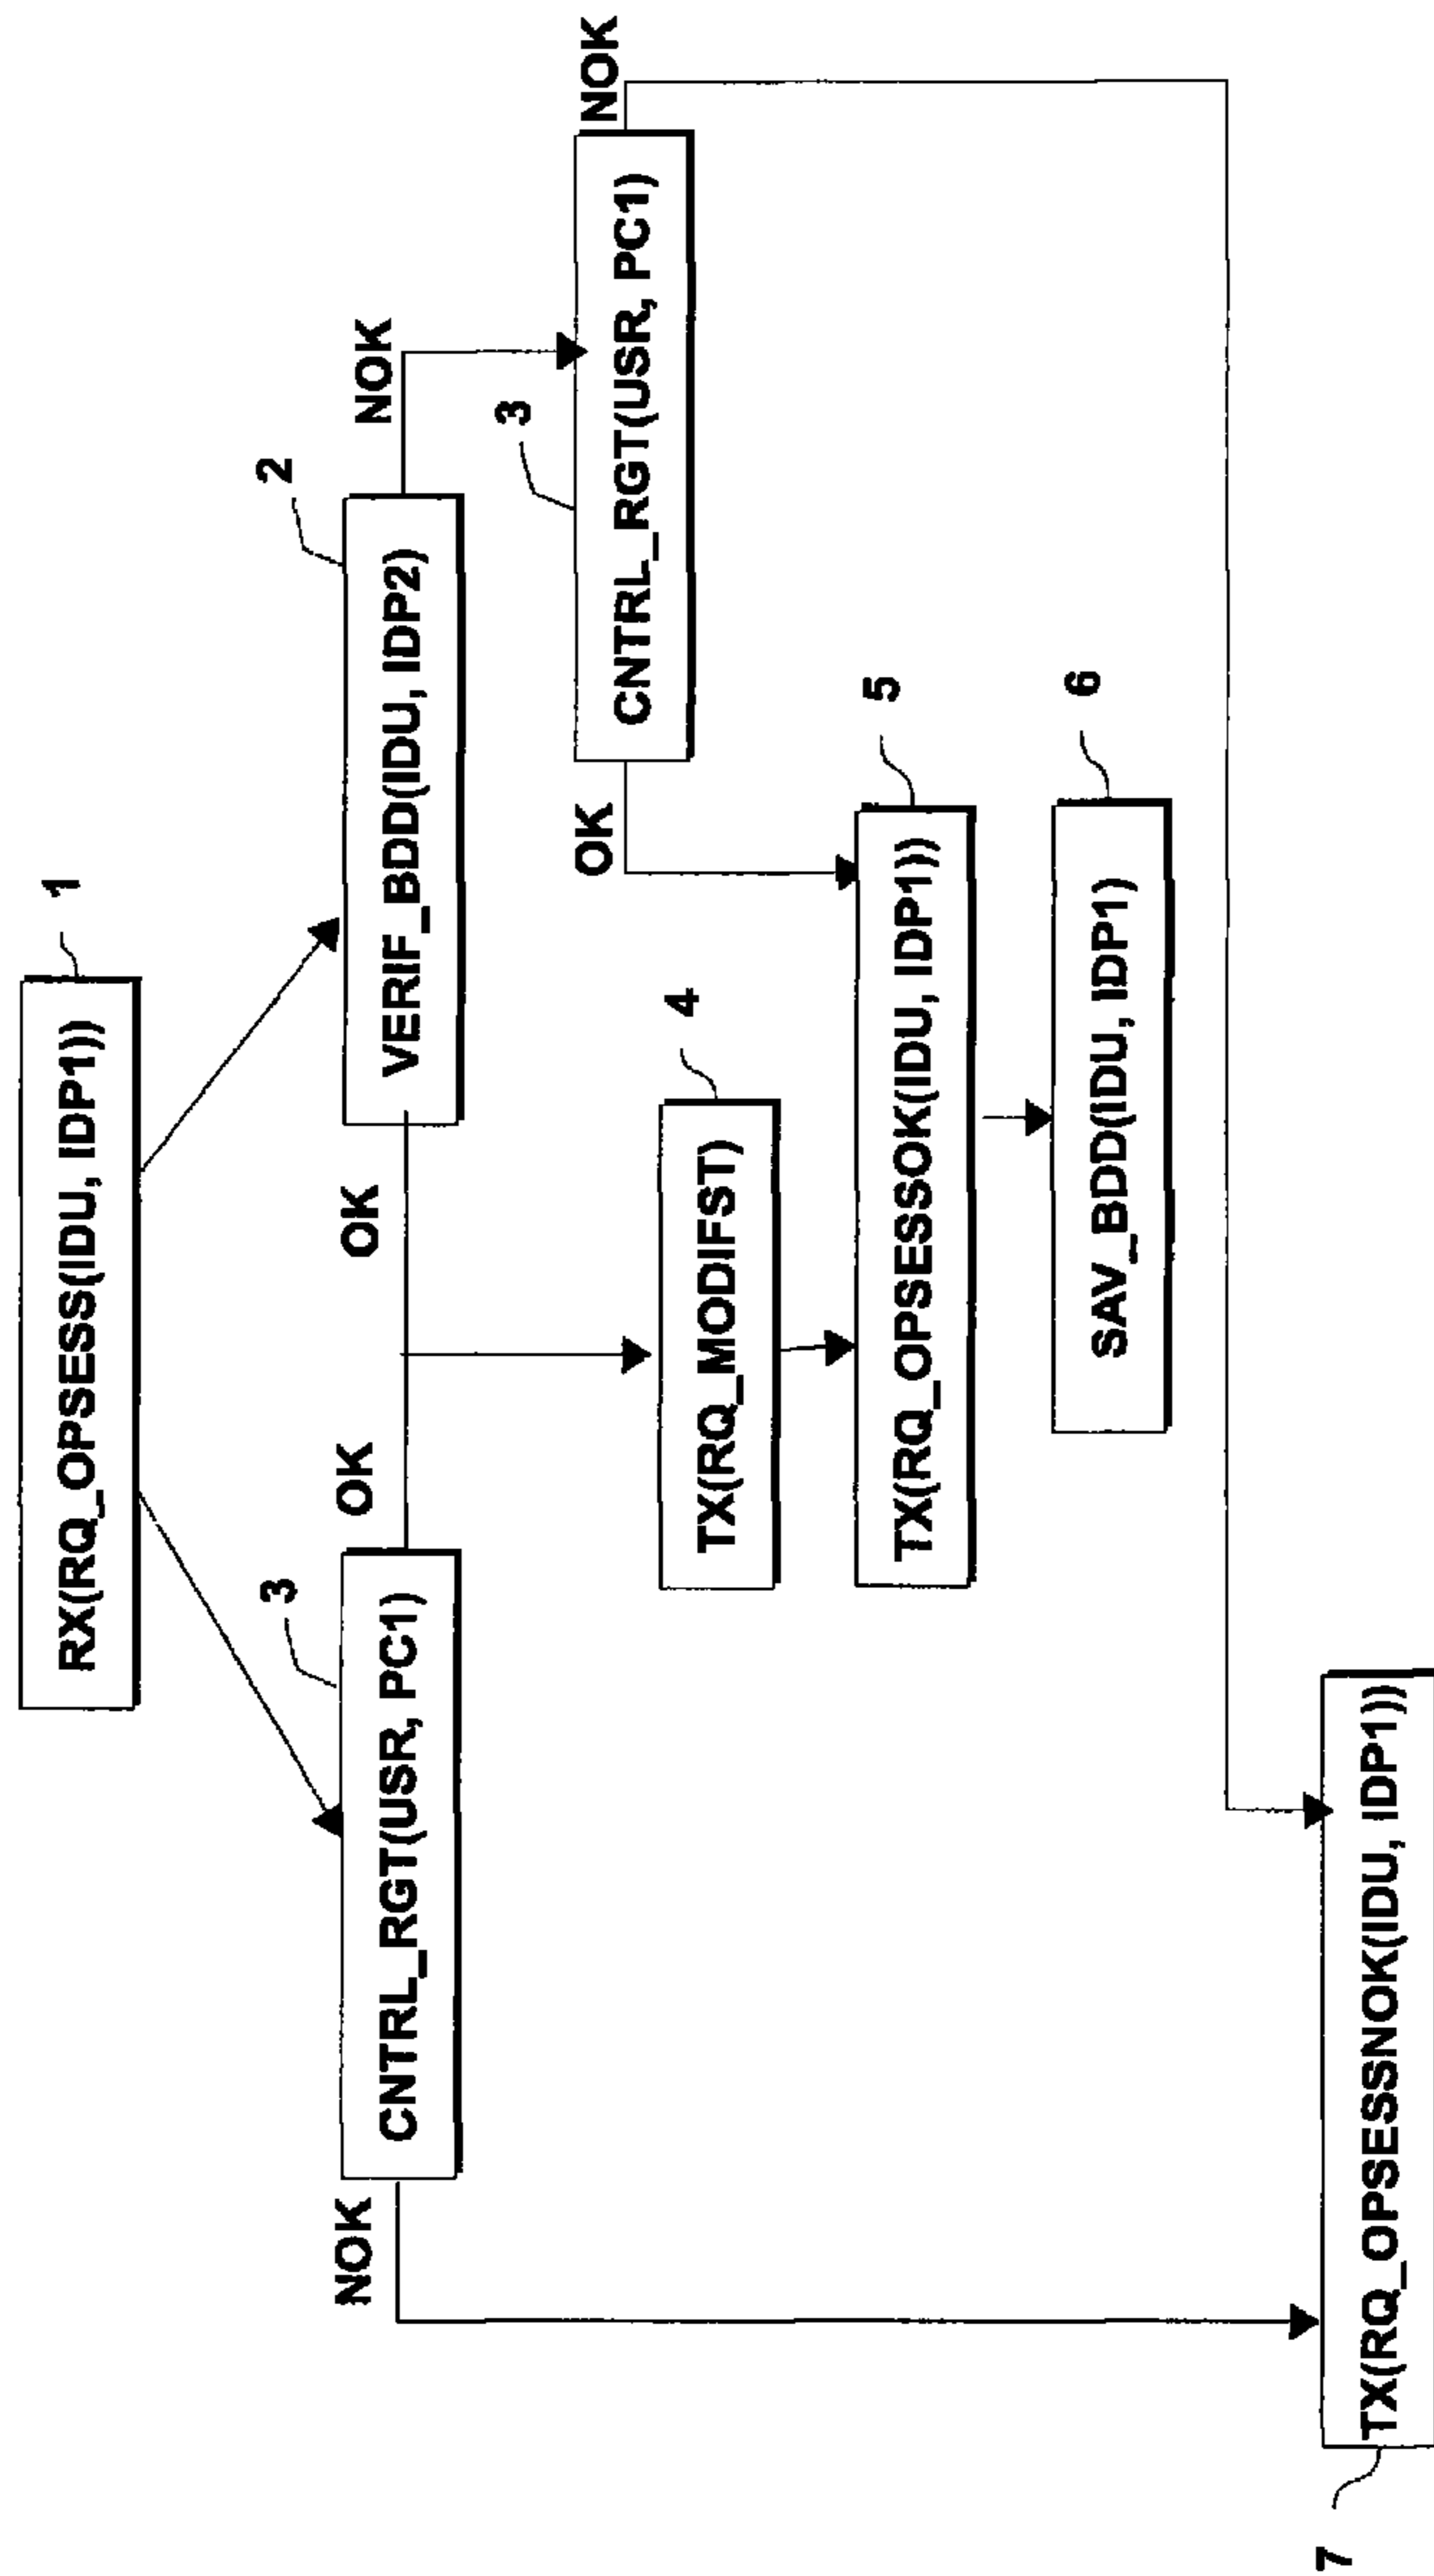 1
RX(RQ_OPSESS(IDU, IDP1))
3
2
NOK
CNTRL_RGT(USR, PC1)
OK
OK
VERIF_BDD(IDU, IDP2)
NOK
3
OK
CNTRL_RGT(USR, PC1)
NOK
4
TX(RQ_MODIFST)
5
TX(RQ_OPSESSOK(IDU, IDP1))
6
SAV_BDD(IDU, IDP1)
7
TX(RQ_OPSESSNOK(IDU, IDP1))